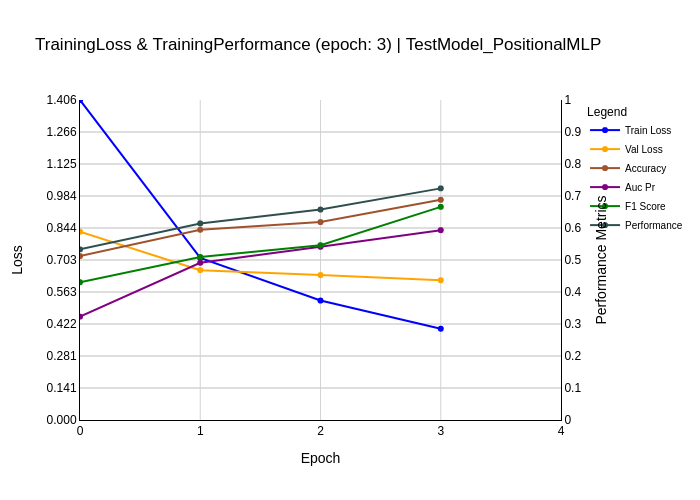 TrainingLoss & TrainingPerformance (epoch: 3) | TestModel_PositionalMLP
1.406
1.266
1.125
0.984
0.844
0.703
0.563
0.422
0.281
0.141
0.000
Loss
0
1
2
3
4
Epoch
1
0.9
0.8
0.7
0.6
0.5
0.4
0.3
0.2
0.1
0
Performance Metrics
Legend
Train Loss
Val Loss
Accuracy
Auc Pr
F1 Score
Performance